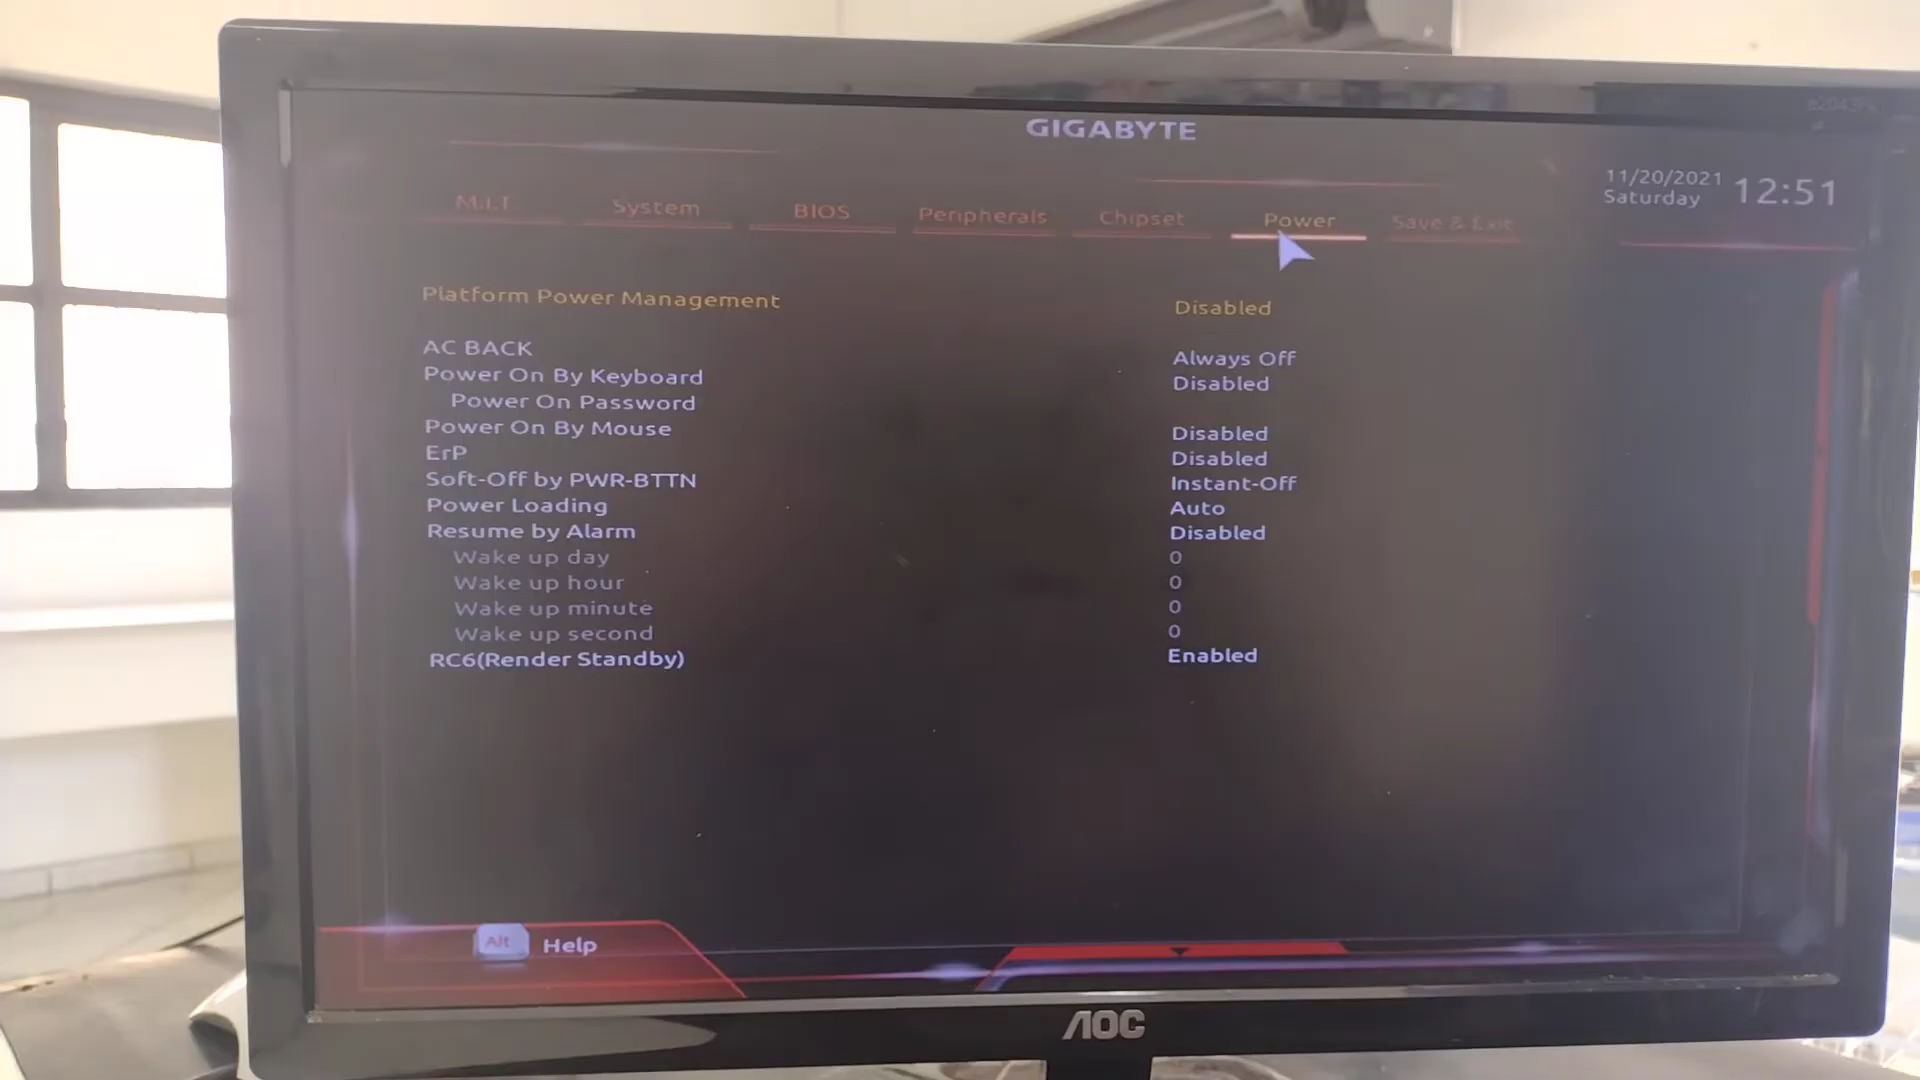 GIGABYTE
11/20/2021
Saturday 12:51
M.I.T System BIOS Peripherals Chipset Power Save & Exit
Platform Power Management Disabled
AC BACK Always Off
Power On By Keyboard Disabled
Power On Password
Power On By Mouse Disabled
ErP Disabled
Soft-Off by PWR-BTTN Instant-Off
Power Loading Auto
Resume by Alarm Disabled
Wake up day 0
Wake up hour 0
Wake up minute 0
Wake up second 0
RC6(Render Standby) Enabled
Alt Help
AOC